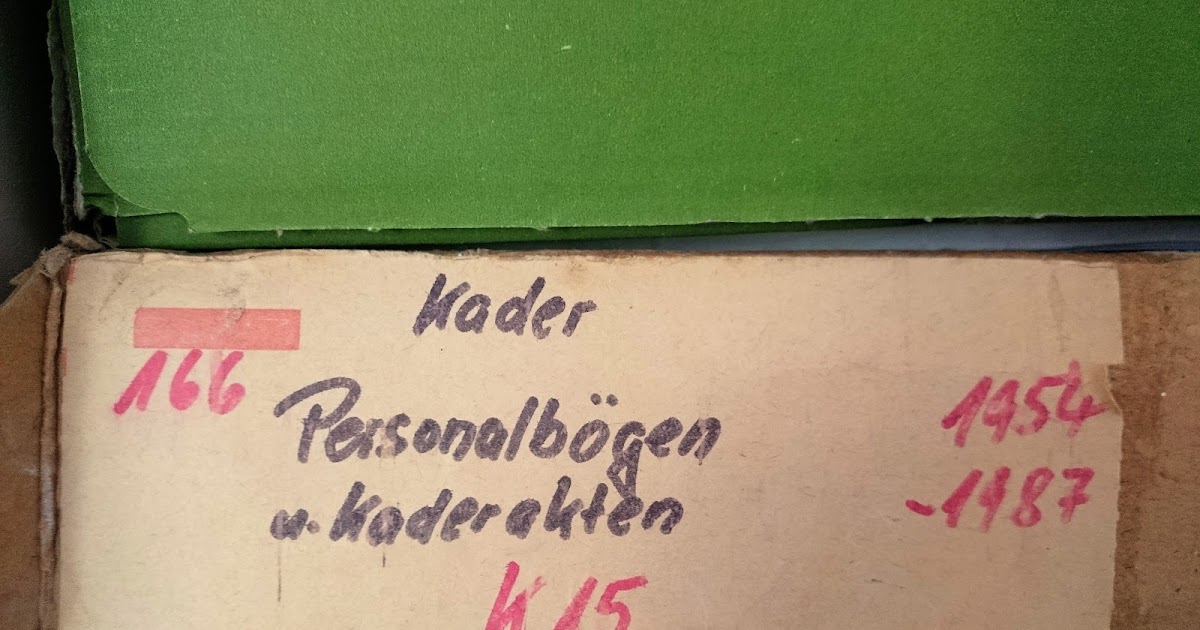 Kader
166
Personalbögen 1954
u. Kaderakten -1987
K 15